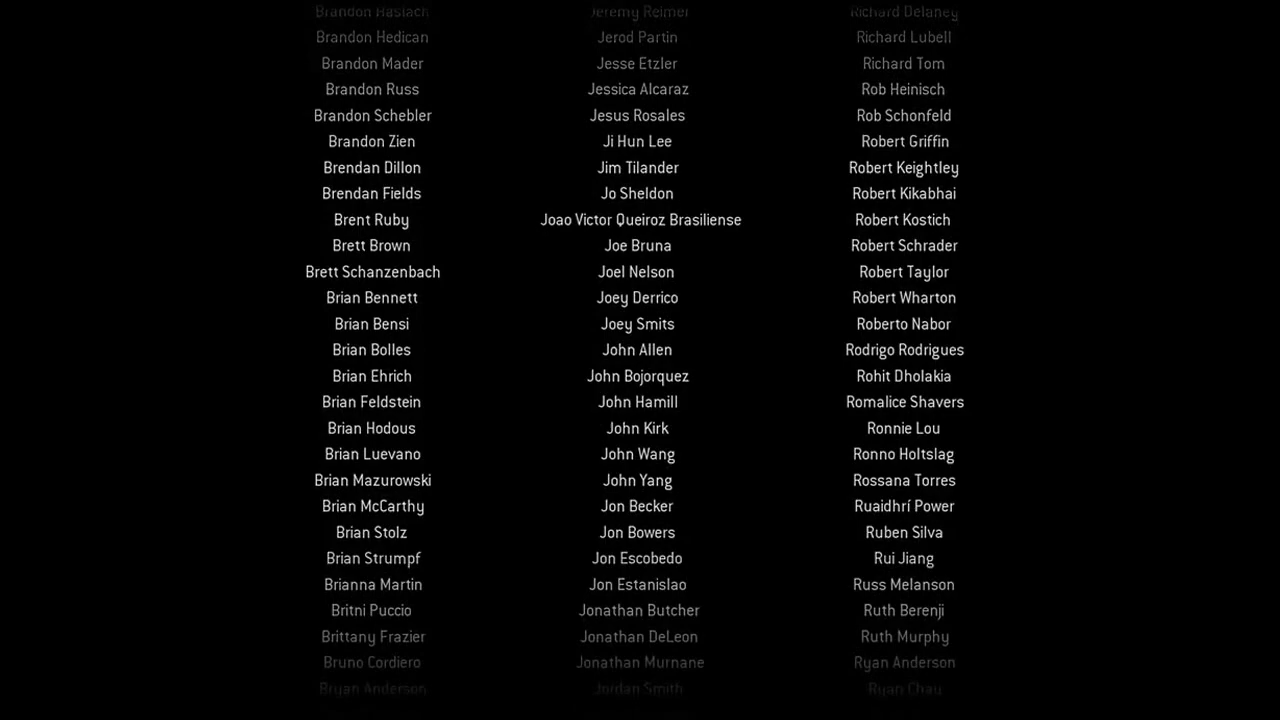 Brandon Haslach
Brandon Hedican
Brandon Mader
Brandon Russ
Brandon Schebler
Brandon Zien
Brendan Dillon
Brendan Fields
Brent Ruby
Brett Brown
Brett Schanzenbach
Brian Bennett
Brian Bensi
Brian Bolles
Brian Ehrich
Brian Feldstein
Brian Hodous
Brian Luevano
Brian Mazurowski
Brian McCarthy
Brian Stolz
Brian Strumpf
Brianna Martin
Britni Puccio
Brittany Frazier
Bruno Cordiero
Bryan Anderson
Jeremy Reimer
Jerod Partin
Jesse Etzler
Jessica Alcaraz
Jesus Rosales
Ji Hun Lee
Jim Tilander
Jo Sheldon
Joao Victor Queiroz Brasiliense
Joe Bruna
Joel Nelson
Joey Derrico
Joey Smits
John Allen
John Bojorquez
John Hamill
John Kirk
John Wang
John Yang
Jon Becker
Jon Bowers
Jon Escobedo
Jon Estanislao
Jonathan Butcher
Jonathan DeLeon
Jonathan Murnane
Jordan Smith
Richard Delaney
Richard Lubell
Richard Tom
Rob Heinisch
Rob Schonfeld
Robert Griffin
Robert Keightley
Robert Kikabhai
Robert Kostich
Robert Schrader
Robert Taylor
Robert Wharton
Roberto Nabor
Rodrigo Rodrigues
Rohit Dholakia
Romalice Shavers
Ronnie Lou
Ronno Holtslag
Rossana Torres
Ruaidhrí Power
Ruben Silva
Rui Jiang
Russ Melanson
Ruth Berenji
Ruth Murphy
Ryan Anderson
Ryan Chau